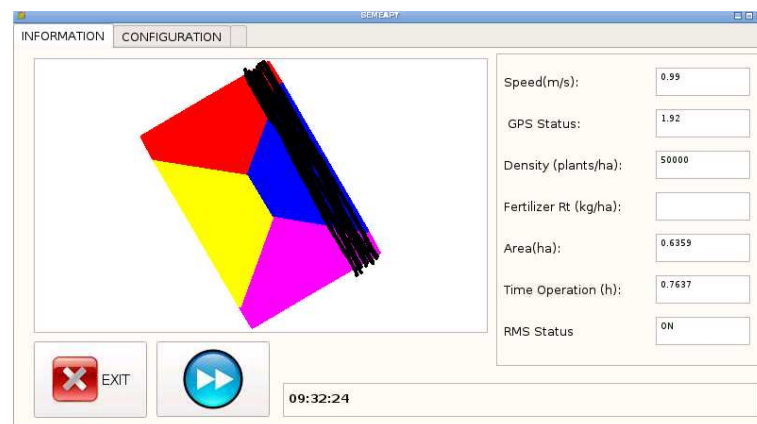 SEMEAPY
INFORMATION CONFIGURATION
Speed(m/s): 0.99
GPS Status: 1.92
Density (plants/ha): 50000
Fertilizer Rt (kg/ha):
Area(ha): 0.6359
Time Operation (h): 0.7637
RMS Status ON
EXIT
09:32:24